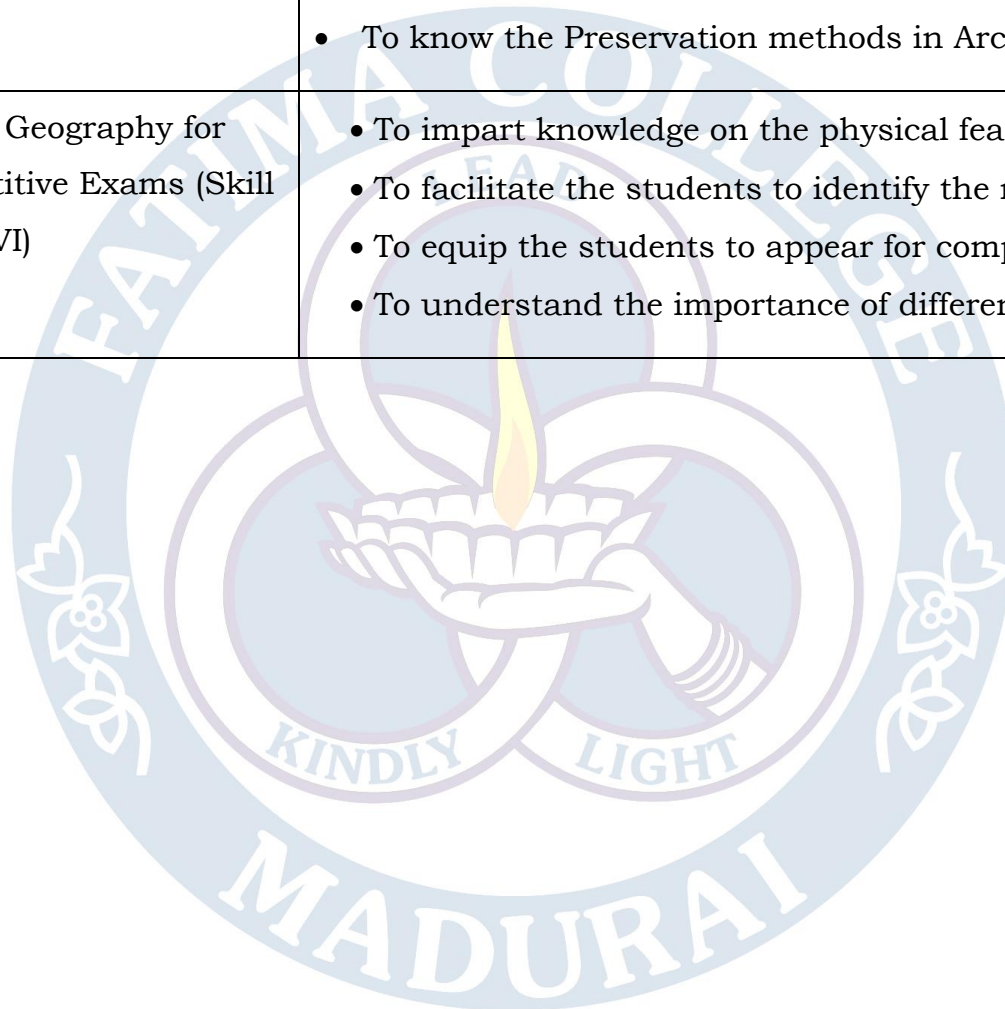 • To know the Preservation methods in Arc
Geography for
titive Exams (Skill
VI)
• To impart knowledge on the physical fea
• To facilitate the students to identify the
• To equip the students to appear for comp
• To understand the importance of differen
FATIMA COLLEGE
LEAD
KINDLY
LIGHT
MADURAI